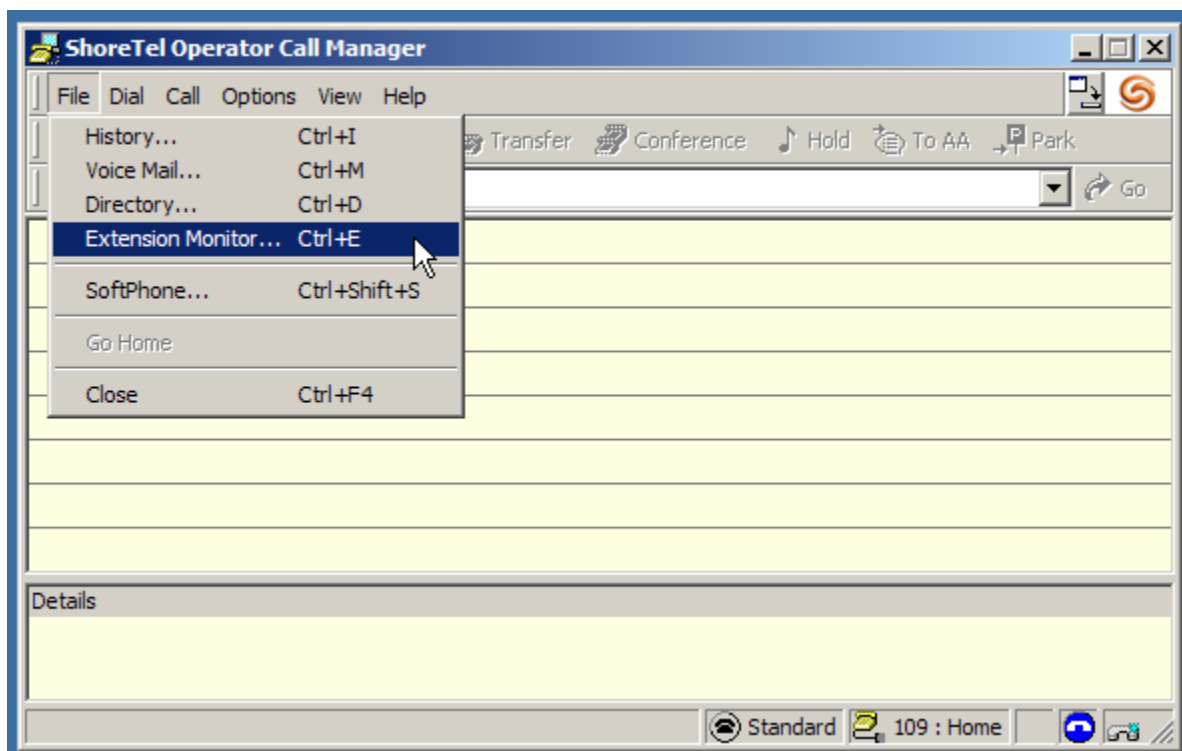 ShoreTel Operator Call Manager
File Dial Call Options View Help
History... Ctrl+I
Voice Mail... Ctrl+M
Directory... Ctrl+D
Extension Monitor... Ctrl+E
SoftPhone... Ctrl+Shift+S
Go Home
Close Ctrl+F4
Transfer Conference Hold To AA Park
Go
Details
Standard 109 : Home